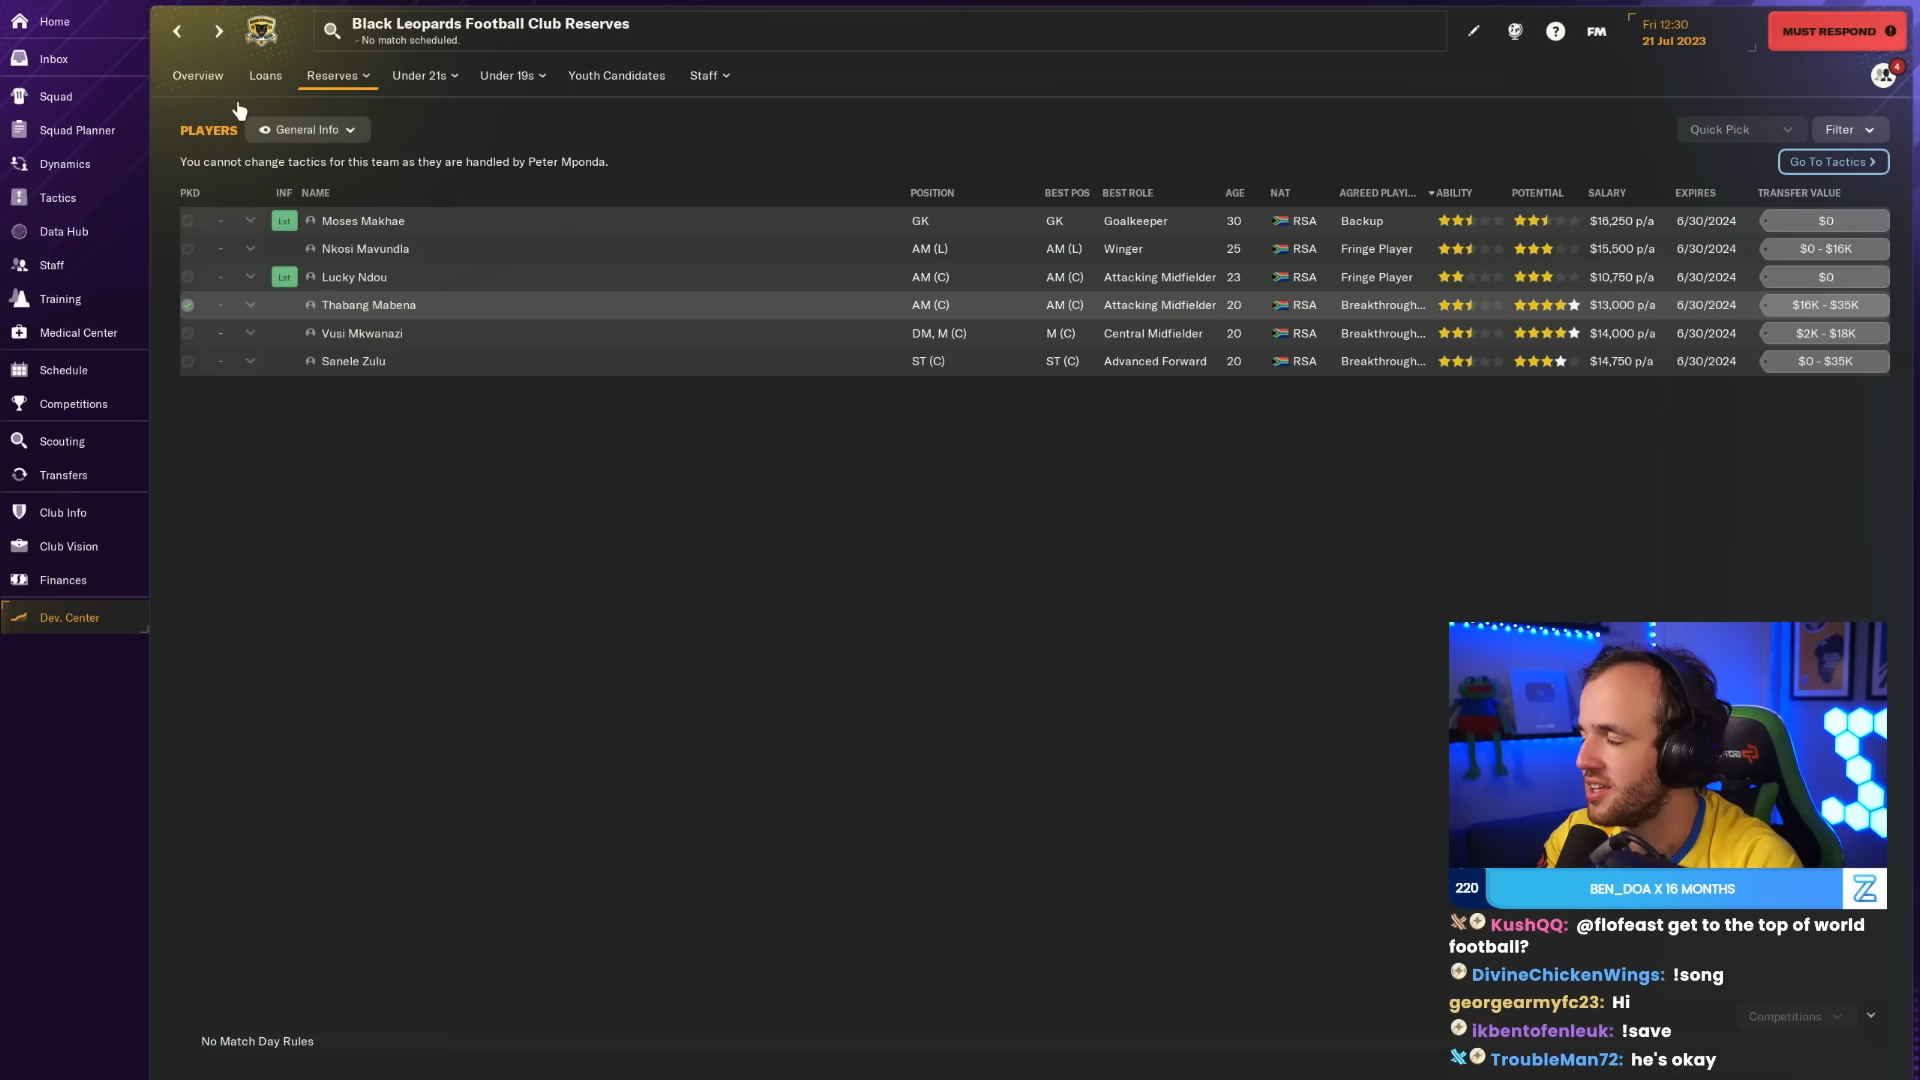 Home
Inbox
Squad
Squad Planner
Dynamics
Tactics
Data Hub
Staff
Training
Medical Center
Schedule
Competitions
Scouting
Transfers
Club Info
Club Vision
Finances
Dev. Center
Black Leopards Football Club Reserves
- No match scheduled.
FM
Fri 12:30
21 Jul 2023
MUST RESPOND
Overview Loans Reserves Under 21s Under 19s Youth Candidates Staff
4
PLAYERS General Info Quick Pick Filter
You cannot change tactics for this team as they are handled by Peter Mponda. Go To Tactics
PKD INF NAME POSITION BEST POS BEST ROLE AGE NAT AGREED PLAYI... ABILITY POTENTIAL SALARY EXPIRES TRANSFER VALUE
- Lst Moses Makhae GK GK Goalkeeper 30 RSA Backup $16,250 p/a 6/30/2024 $0
- Nkosi Mavundla AM (L) AM (L) Winger 25 RSA Fringe Player $15,500 p/a 6/30/2024 $0 - $16K
- Lst Lucky Ndou AM (C) AM (C) Attacking Midfielder 23 RSA Fringe Player $10,750 p/a 6/30/2024 $0
- Thabang Mabena AM (C) AM (C) Attacking Midfielder 20 RSA Breakthrough... $13,000 p/a 6/30/2024 $16K - $35K
- Vusi Mkwanazi DM, M (C) M (C) Central Midfielder 20 RSA Breakthrough... $14,000 p/a 6/30/2024 $2K - $18K
- Sanele Zulu ST (C) ST (C) Advanced Forward 20 RSA Breakthrough... $14,750 p/a 6/30/2024 $0 - $35K
220 BEN_DOA X 16 MONTHS Z
KushQQ: @flofeast get to the top of world
football?
DivineChickenWings: !song
georgearmyfc23: Hi
Competitions
ikbentofenleuk: !save
TroubleMan72: he's okay
No Match Day Rules